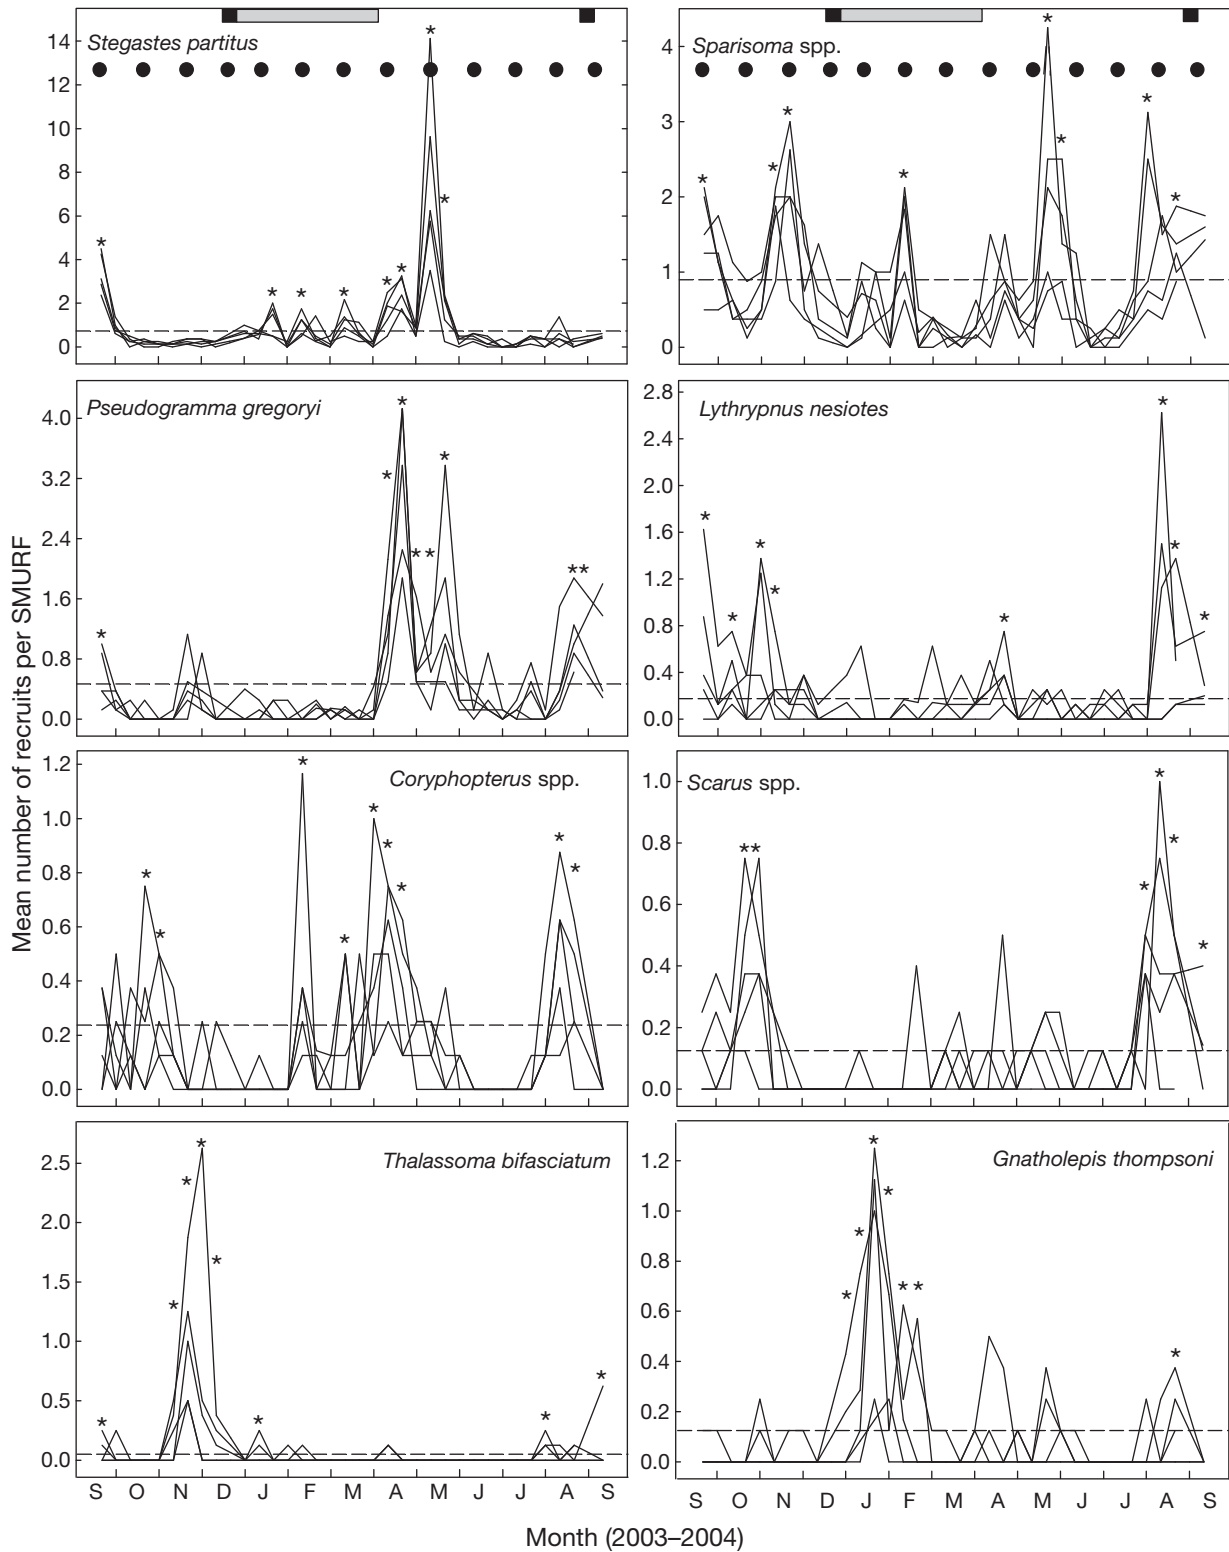 Mean number of recruits per SMURF
Stegastes partitus
14
12
10
8
6
4
2
0
* * * * * * * *
Sparisoma spp.
4
3
2
1
0
* * * * * * * *
Pseudogramma gregoryi
4.0
3.2
2.4
1.6
0.8
0.0
* * * ** * **
Lythrypnus nesiotes
2.8
2.4
2.0
1.6
1.2
0.8
0.4
0.0
* * * * * * * *
Coryphopterus spp.
1.2
1.0
0.8
0.6
0.4
0.2
0.0
* * * * * * * * *
Scarus spp.
1.0
0.8
0.6
0.4
0.2
0.0
** * * * *
Thalassoma bifasciatum
2.5
2.0
1.5
1.0
0.5
0.0
* * * * * * * *
S O N D J F M A M J J A S
Gnatholepis thompsoni
1.2
1.0
0.8
0.6
0.4
0.2
0.0
* * * * * * *
S O N D J F M A M J J A S
Month (2003–2004)